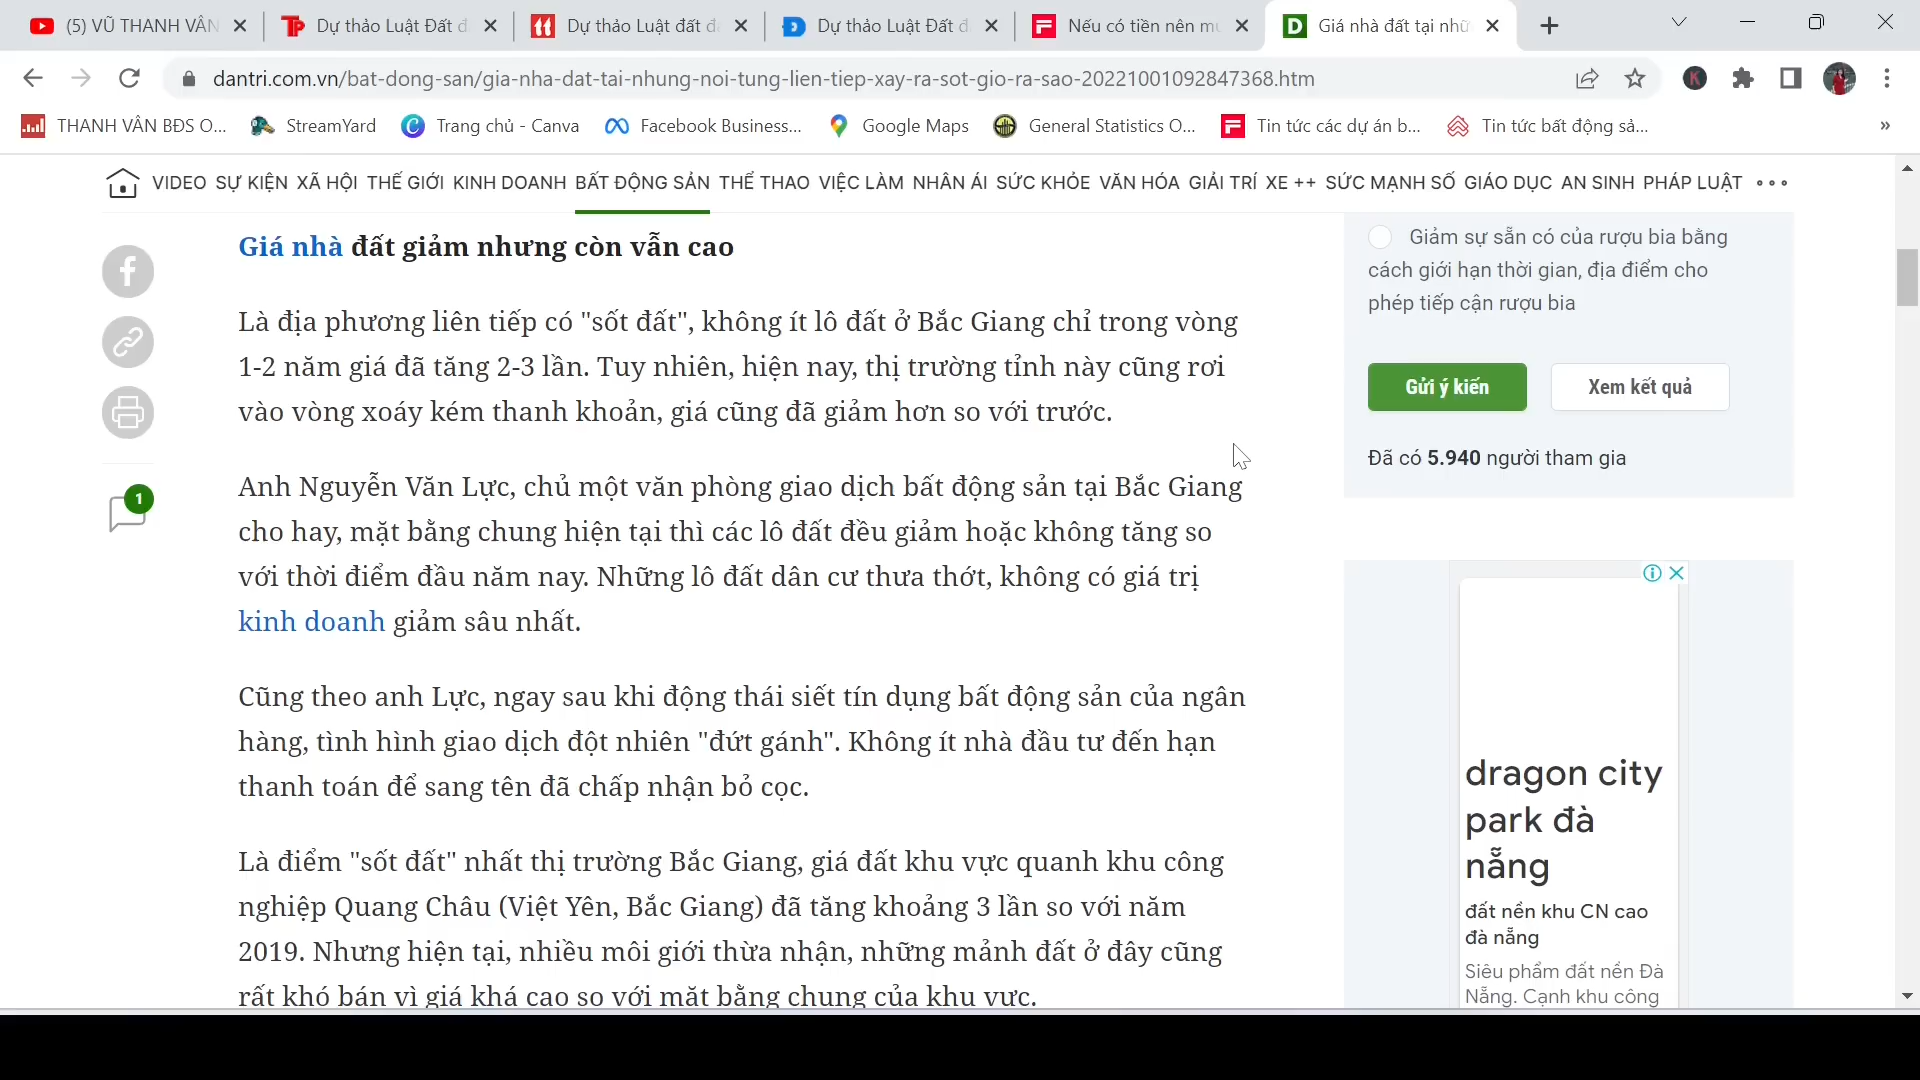 (5) VŨ THANH VÂN
Dự thảo Luật Đất đ
Dự thảo Luật đất đ
Dự thảo Luật Đất đ
Nếu có tiền nên mu
Giá nhà đất tại nhữ
dantri.com.vn/bat-dong-san/gia-nha-dat-tai-nhung-noi-tung-lien-tiep-xay-ra-sot-gio-ra-sao-20221001092847368.htm
THANH VÂN BĐS O...
StreamYard
Trang chủ - Canva
Facebook Business...
Google Maps
General Statistics O...
Tin tức các dự án b...
Tin tức bất động sả...
VIDEO SỰ KIỆN XÃ HỘI THẾ GIỚI KINH DOANH BẤT ĐỘNG SẢN THỂ THAO VIỆC LÀM NHÂN ÁI SỨC KHỎE VĂN HÓA GIẢI TRÍ XE ++ SỨC MẠNH SỐ GIÁO DỤC AN SINH PHÁP LUẬT
Giá nhà đất giảm nhưng còn vẫn cao
Là địa phương liên tiếp có "sốt đất", không ít lô đất ở Bắc Giang chỉ trong vòng
1-2 năm giá đã tăng 2-3 lần. Tuy nhiên, hiện nay, thị trường tỉnh này cũng rơi
vào vòng xoáy kém thanh khoản, giá cũng đã giảm hơn so với trước.
Anh Nguyễn Văn Lực, chủ một văn phòng giao dịch bất động sản tại Bắc Giang
cho hay, mặt bằng chung hiện tại thì các lô đất đều giảm hoặc không tăng so
với thời điểm đầu năm nay. Những lô đất dân cư thưa thớt, không có giá trị
kinh doanh giảm sâu nhất.
Cũng theo anh Lực, ngay sau khi động thái siết tín dụng bất động sản của ngân
hàng, tình hình giao dịch đột nhiên "đứt gánh". Không ít nhà đầu tư đến hạn
thanh toán để sang tên đã chấp nhận bỏ cọc.
Là điểm "sốt đất" nhất thị trường Bắc Giang, giá đất khu vực quanh khu công
nghiệp Quang Châu (Việt Yên, Bắc Giang) đã tăng khoảng 3 lần so với năm
2019. Nhưng hiện tại, nhiều môi giới thừa nhận, những mảnh đất ở đây cũng
rất khó bán vì giá khá cao so với mặt bằng chung của khu vực.
1
Giảm sự sẵn có của rượu bia bằng
cách giới hạn thời gian, địa điểm cho
phép tiếp cận rượu bia
Gửi ý kiến
Xem kết quả
Đã có 5.940 người tham gia
dragon city
park đà
nẵng
đất nền khu CN cao
đà nẵng
Siêu phẩm đất nền Đà
Nẵng. Cạnh khu công